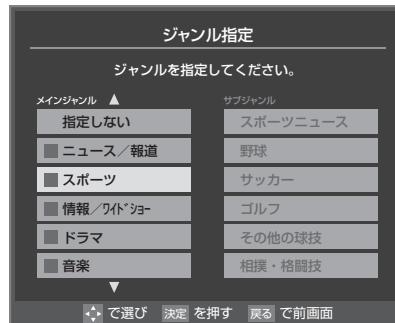 ジャンル指定
ジャンルを指定してください。
メインジャンル
サブジャンル
指定しない
スポーツニュース
ニュース／報道
野球
スポーツ
サッカー
情報／ワイドショー
ゴルフ
ドラマ
その他の球技
音楽
相撲・格闘技
で選び 決定 を押す 戻る で前画面